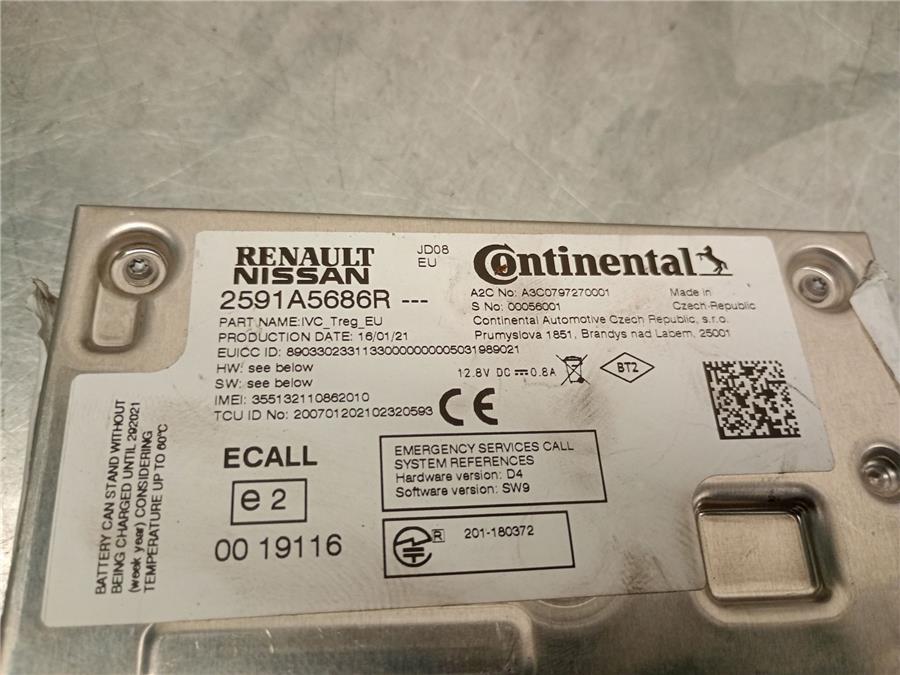 RENAULT
NISSAN
JD08
EU
Continental
2591A5686R ---
A2C No: A3C0797270001
Made in
S No: 00056001
Czech-Republic
PART NAME:IVC_Treg_EU
Continental Automotive Czech Republic, s.r.o.
PRODUCTION DATE: 16/01/21
Prumyslova 1851, Brandys nad Labem, 25001
EUICC ID: 89033023311330000000005031989021
HW: see below
12.8V DC 0.8A
BT2
SW: see below
IMEI: 355132110862010
TCU ID No: 200701202102320593
CE
BATTERY CAN STAND WITHOUT
BEING CHARGED UNTIL 292021
(week year) CONSIDERING
TEMPERATURE UP TO 60°C
ECALL
e 2
00 19116
EMERGENCY SERVICES CALL
SYSTEM REFERENCES
Hardware version: D4
Software version: SW9
R 201-180372